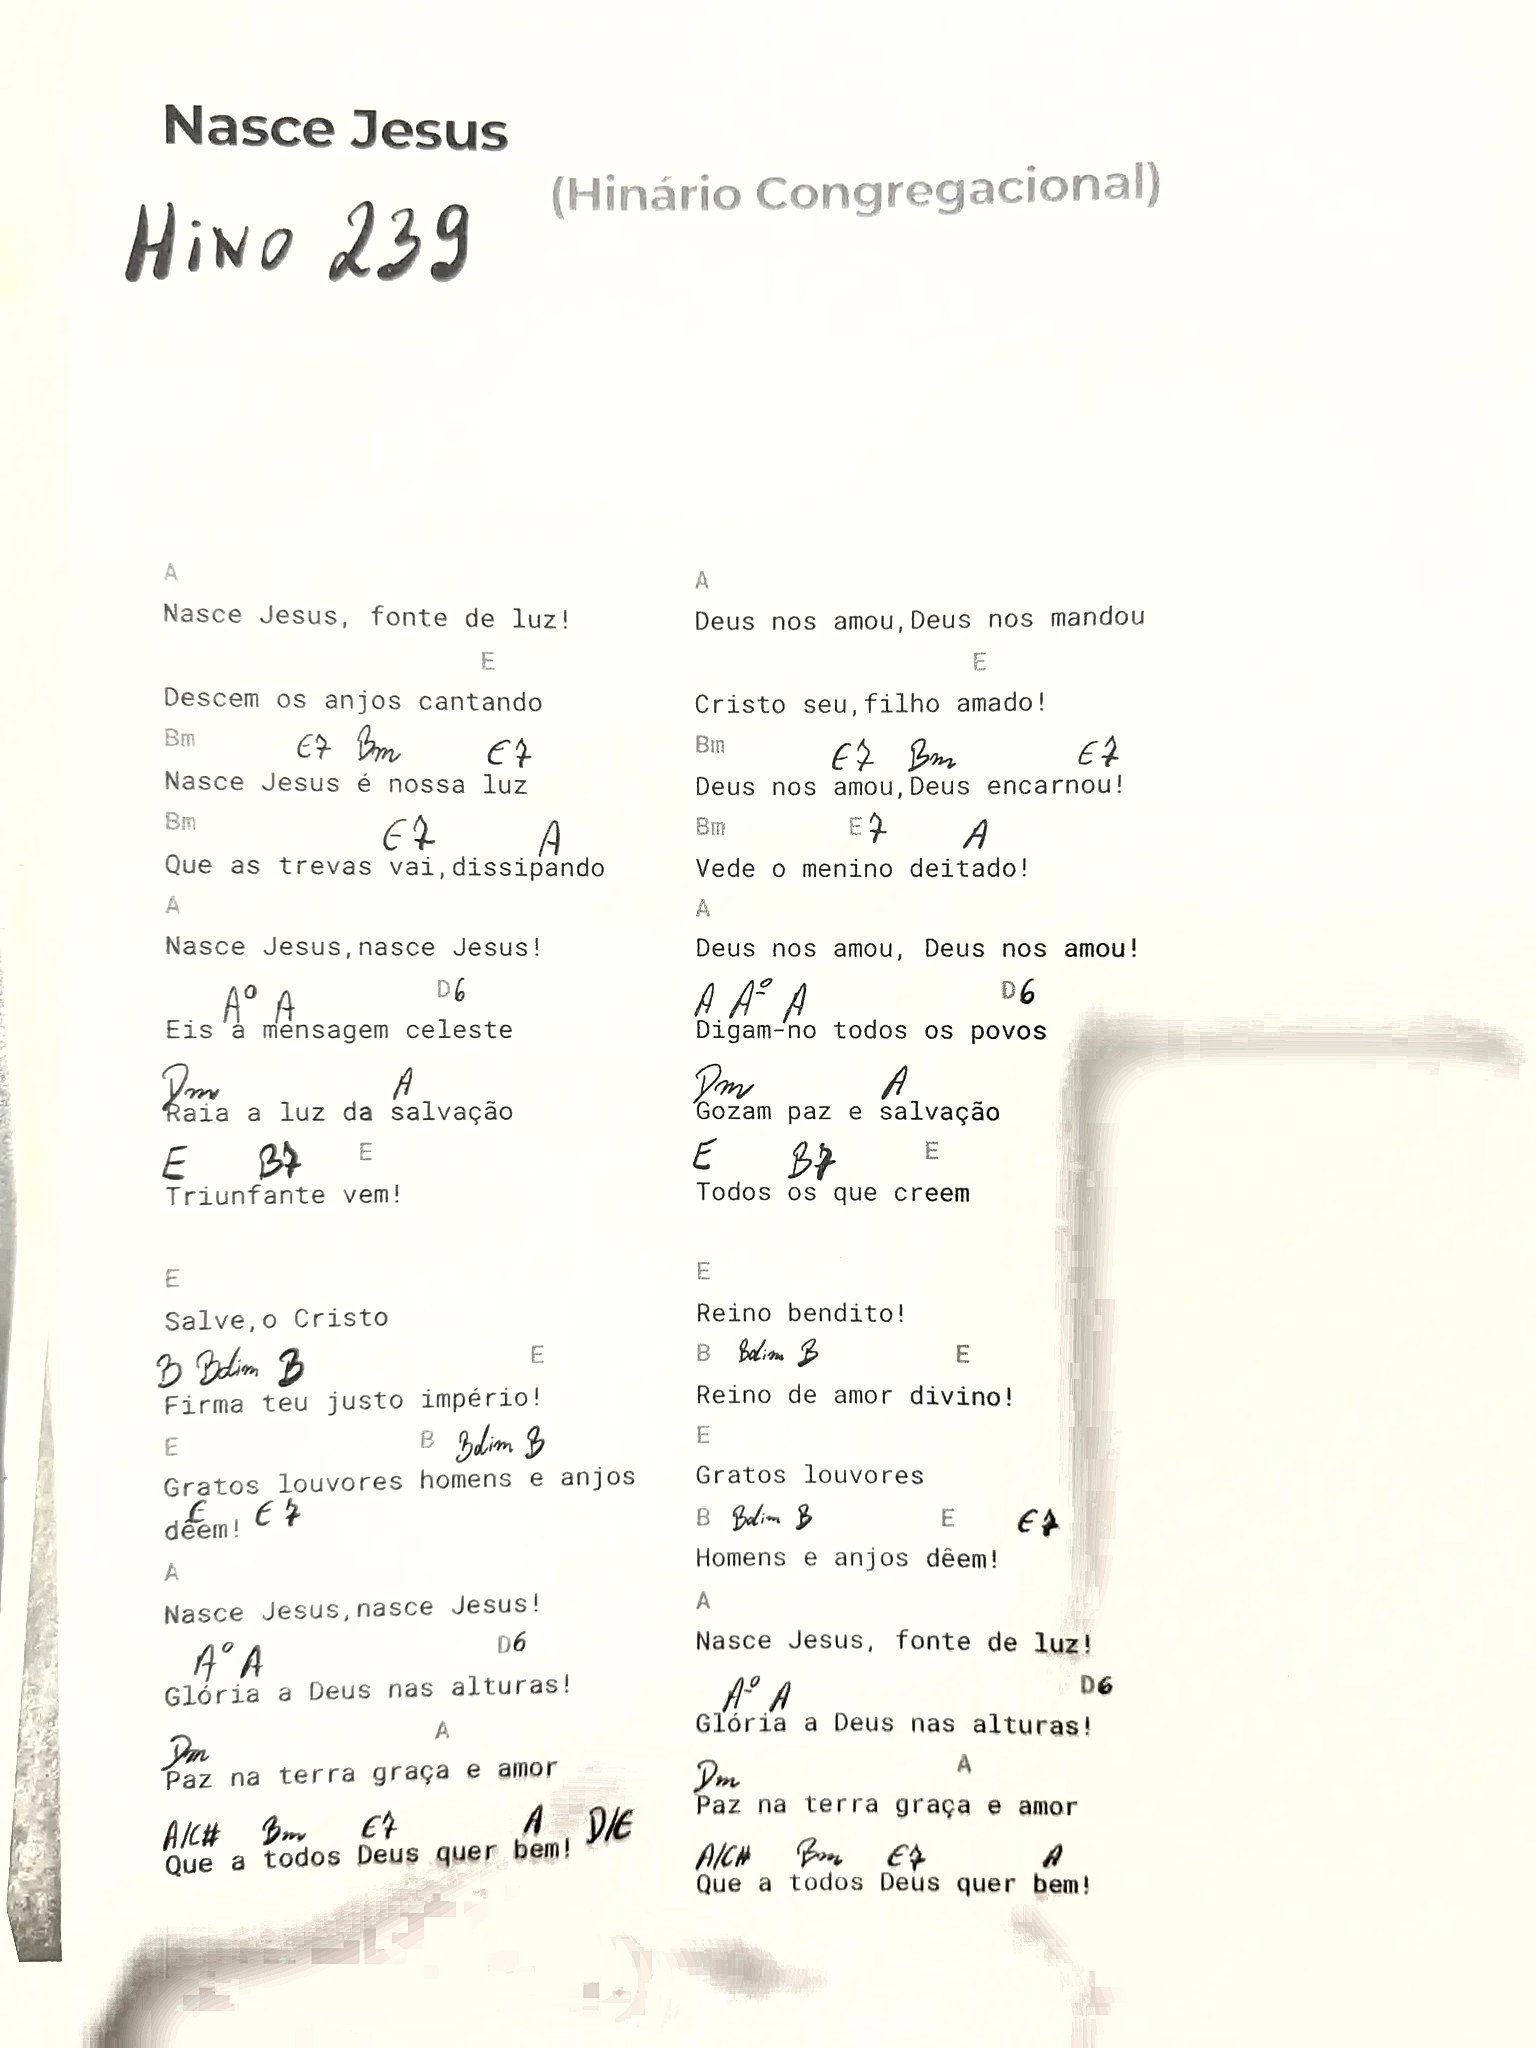 Nasce Jesus
(Hinário Congregacional)
HiNO 239
A
Nasce Jesus, fonte de luz!
E
Descem os anjos cantando
Bm E7 Bm E7
Nasce Jesus é nossa luz
Bm E7 A
Que as trevas vai,dissipando
A
Nasce Jesus,nasce Jesus!
Aº A D6
Eis a mensagem celeste
Dm A
Raia a luz da salvação
E B7 E
Triunfante vem!
E
Salve,o Cristo
B Bdim B E
Firma teu justo império!
E B Bdim B
Gratos louvores homens e anjos
E E7
dêem!
A
Nasce Jesus,nasce Jesus!
Aº A D6
Glória a Deus nas alturas!
Dm A
Paz na terra graça e amor
A/C# Bm E7 A D/E
Que a todos Deus quer bem!
A
Deus nos amou,Deus nos mandou
E
Cristo seu,filho amado!
Bm E7 Bm E7
Deus nos amou,Deus encarnou!
Bm E7 A
Vede o menino deitado!
A
Deus nos amou, Deus nos amou!
A Aº A D6
Digam-no todos os povos
Dm A
Gozam paz e salvação
E B7 E
Todos os que creem
E
Reino bendito!
B Bdim B E
Reino de amor divino!
E
Gratos louvores
B Bdim B E E7
Homens e anjos dêem!
A
Nasce Jesus, fonte de luz!
Aº A D6
Glória a Deus nas alturas!
Dm A
Paz na terra graça e amor
A/C# Bm E7 A
Que a todos Deus quer bem!